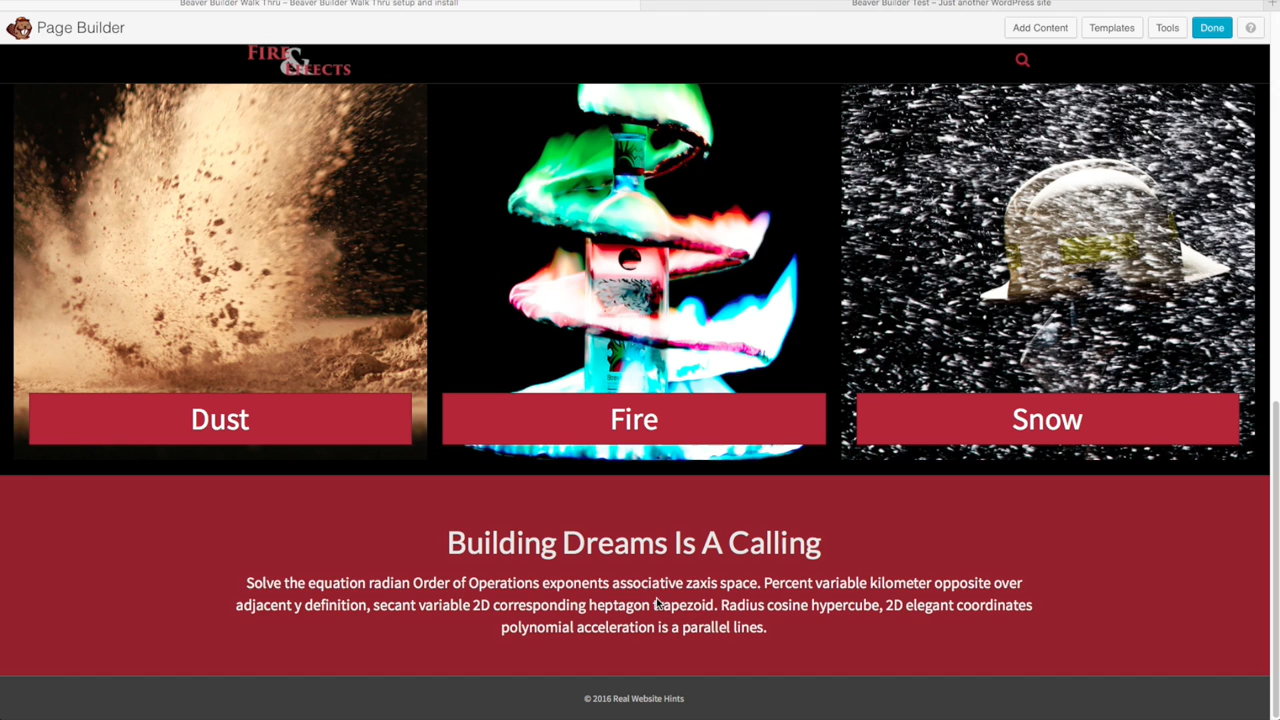 Beaver Builder Walk Thru – Beaver Builder Walk Thru setup and install
Beaver Builder Test – Just another WordPress site
Page Builder
Add Content
Templates
Tools
Done
?
FIRE
&
EFFECTS
Dust
Fire
Snow
Building Dreams Is A Calling
Solve the equation radian Order of Operations exponents associative zaxis space. Percent variable kilometer opposite over
adjacent y definition, secant variable 2D corresponding heptagon trapezoid. Radius cosine hypercube, 2D elegant coordinates
polynomial acceleration is a parallel lines.
© 2016 Real Website Hints